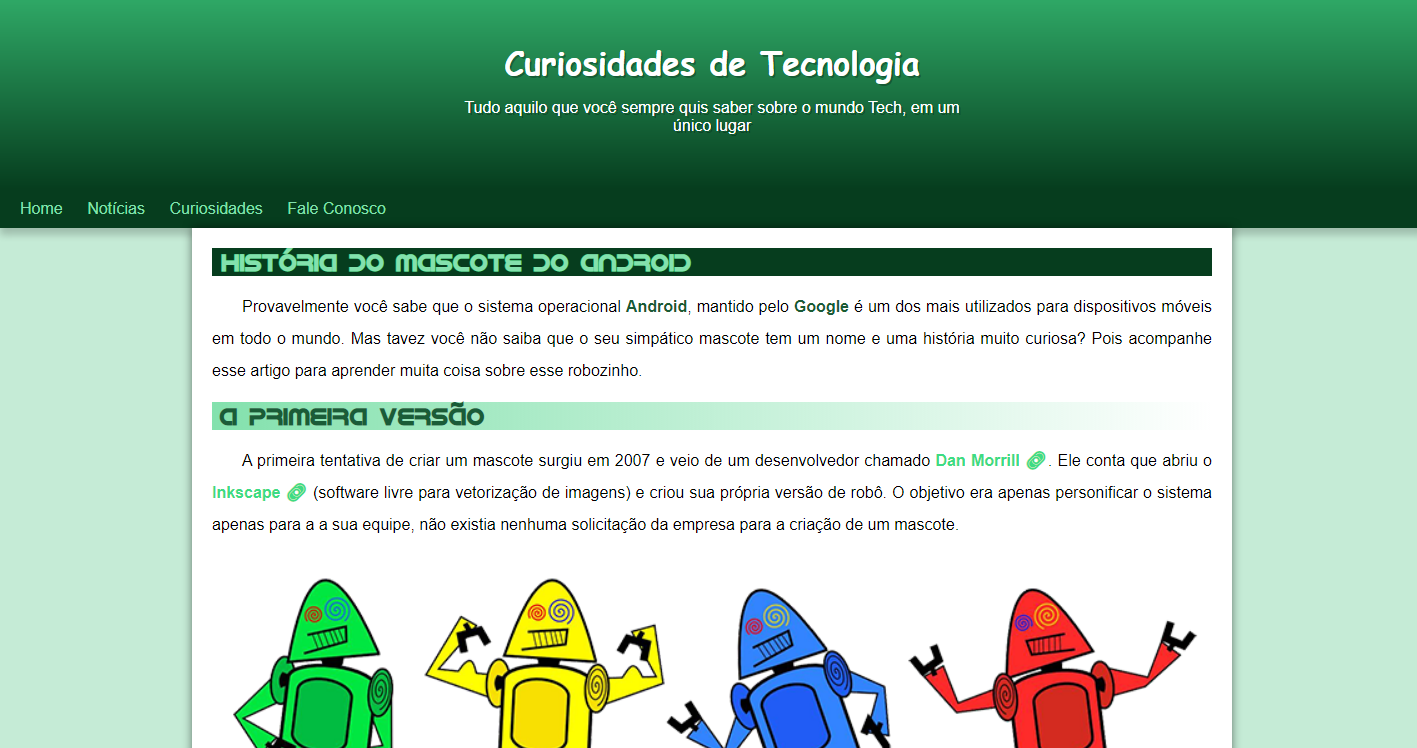 Curiosidades de Tecnologia
Tudo aquilo que você sempre quis saber sobre o mundo Tech, em um
único lugar
Home Notícias Curiosidades Fale Conosco
História do Mascote do Android
Provavelmente você sabe que o sistema operacional Android, mantido pelo Google é um dos mais utilizados para dispositivos móveis
em todo o mundo. Mas tavez você não saiba que o seu simpático mascote tem um nome e uma história muito curiosa? Pois acompanhe
esse artigo para aprender muita coisa sobre esse robozinho.
A primeira versão
A primeira tentativa de criar um mascote surgiu em 2007 e veio de um desenvolvedor chamado Dan Morrill . Ele conta que abriu o
Inkscape (software livre para vetorização de imagens) e criou sua própria versão de robô. O objetivo era apenas personificar o sistema
apenas para a a sua equipe, não existia nenhuma solicitação da empresa para a criação de um mascote.